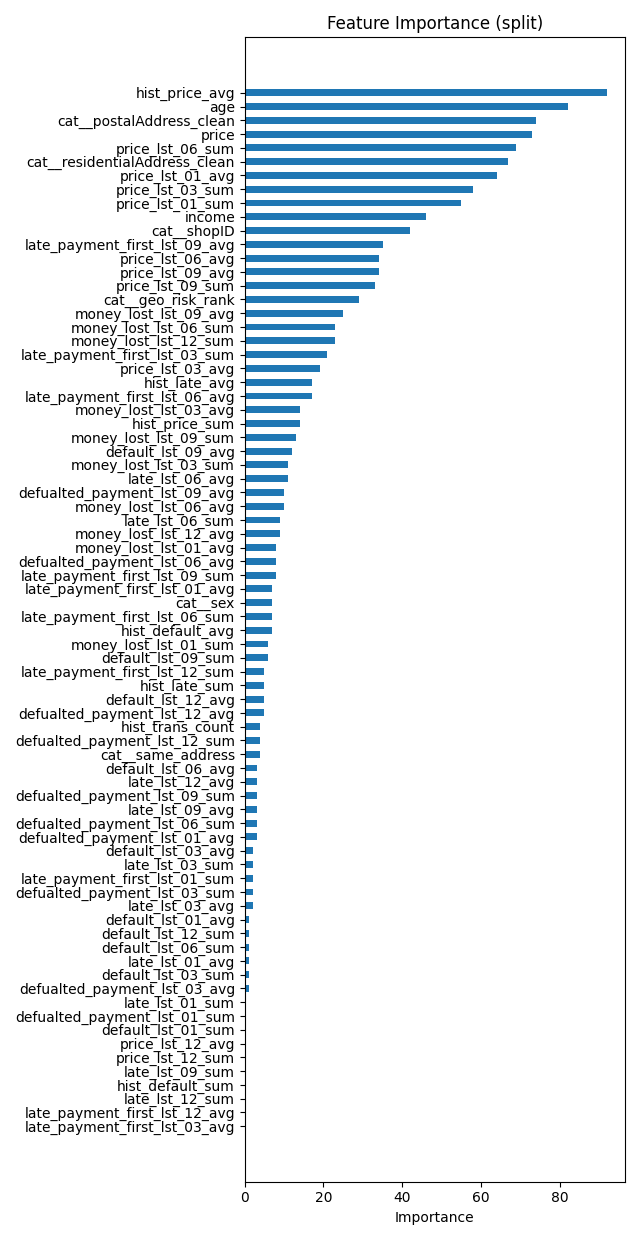 Feature Importance (split)
hist_price_avg
age
cat__postalAddress_clean
price
price_lst_06_sum
cat__residentialAddress_clean
price_lst_01_avg
price_lst_03_sum
price_lst_01_sum
income
cat__shopID
late_payment_first_lst_09_avg
price_lst_06_avg
price_lst_09_avg
price_lst_09_sum
cat__geo_risk_rank
money_lost_lst_09_avg
money_lost_lst_06_sum
money_lost_lst_12_sum
late_payment_first_lst_03_sum
price_lst_03_avg
hist_late_avg
late_payment_first_lst_06_avg
money_lost_lst_03_avg
hist_price_sum
money_lost_lst_09_sum
default_lst_09_avg
money_lost_lst_03_sum
late_lst_06_avg
defualted_payment_lst_09_avg
money_lost_lst_06_avg
late_lst_06_sum
money_lost_lst_12_avg
money_lost_lst_01_avg
defualted_payment_lst_06_avg
late_payment_first_lst_09_sum
late_payment_first_lst_01_avg
cat__sex
late_payment_first_lst_06_sum
hist_default_avg
money_lost_lst_01_sum
default_lst_09_sum
late_payment_first_lst_12_sum
hist_late_sum
default_lst_12_avg
defualted_payment_lst_12_avg
hist_trans_count
defualted_payment_lst_12_sum
cat__same_address
default_lst_06_avg
late_lst_12_avg
defualted_payment_lst_09_sum
late_lst_09_avg
defualted_payment_lst_06_sum
defualted_payment_lst_01_avg
default_lst_03_avg
late_lst_03_sum
late_payment_first_lst_01_sum
defualted_payment_lst_03_sum
late_lst_03_avg
default_lst_01_avg
default_lst_12_sum
default_lst_06_sum
late_lst_01_avg
default_lst_03_sum
defualted_payment_lst_03_avg
late_lst_01_sum
defualted_payment_lst_01_sum
default_lst_01_sum
price_lst_12_avg
price_lst_12_sum
late_lst_09_sum
hist_default_sum
late_lst_12_sum
late_payment_first_lst_12_avg
late_payment_first_lst_03_avg
0 20 40 60 80
Importance